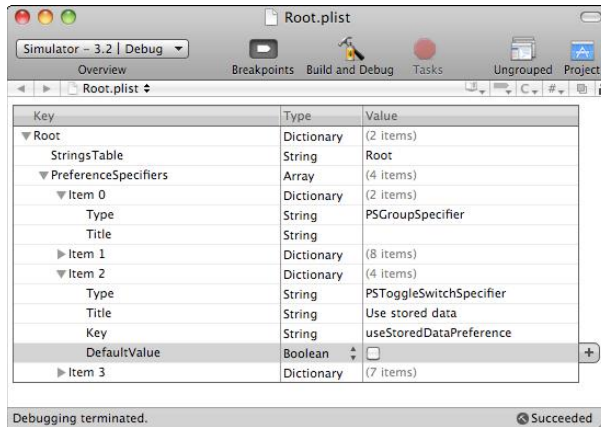 Root.plist
Simulator - 3.2 | Debug
Overview Breakpoints Build and Debug Tasks Ungrouped Project
Root.plist
C #
Key Type Value
Root Dictionary (2 items)
StringsTable String Root
PreferenceSpecifiers Array (4 items)
Item 0 Dictionary (2 items)
Type String PSGroupSpecifier
Title String
Item 1 Dictionary (8 items)
Item 2 Dictionary (4 items)
Type String PSToggleSwitchSpecifier
Title String Use stored data
Key String useStoredDataPreference
DefaultValue Boolean
Item 3 Dictionary (7 items)
Debugging terminated. Succeeded